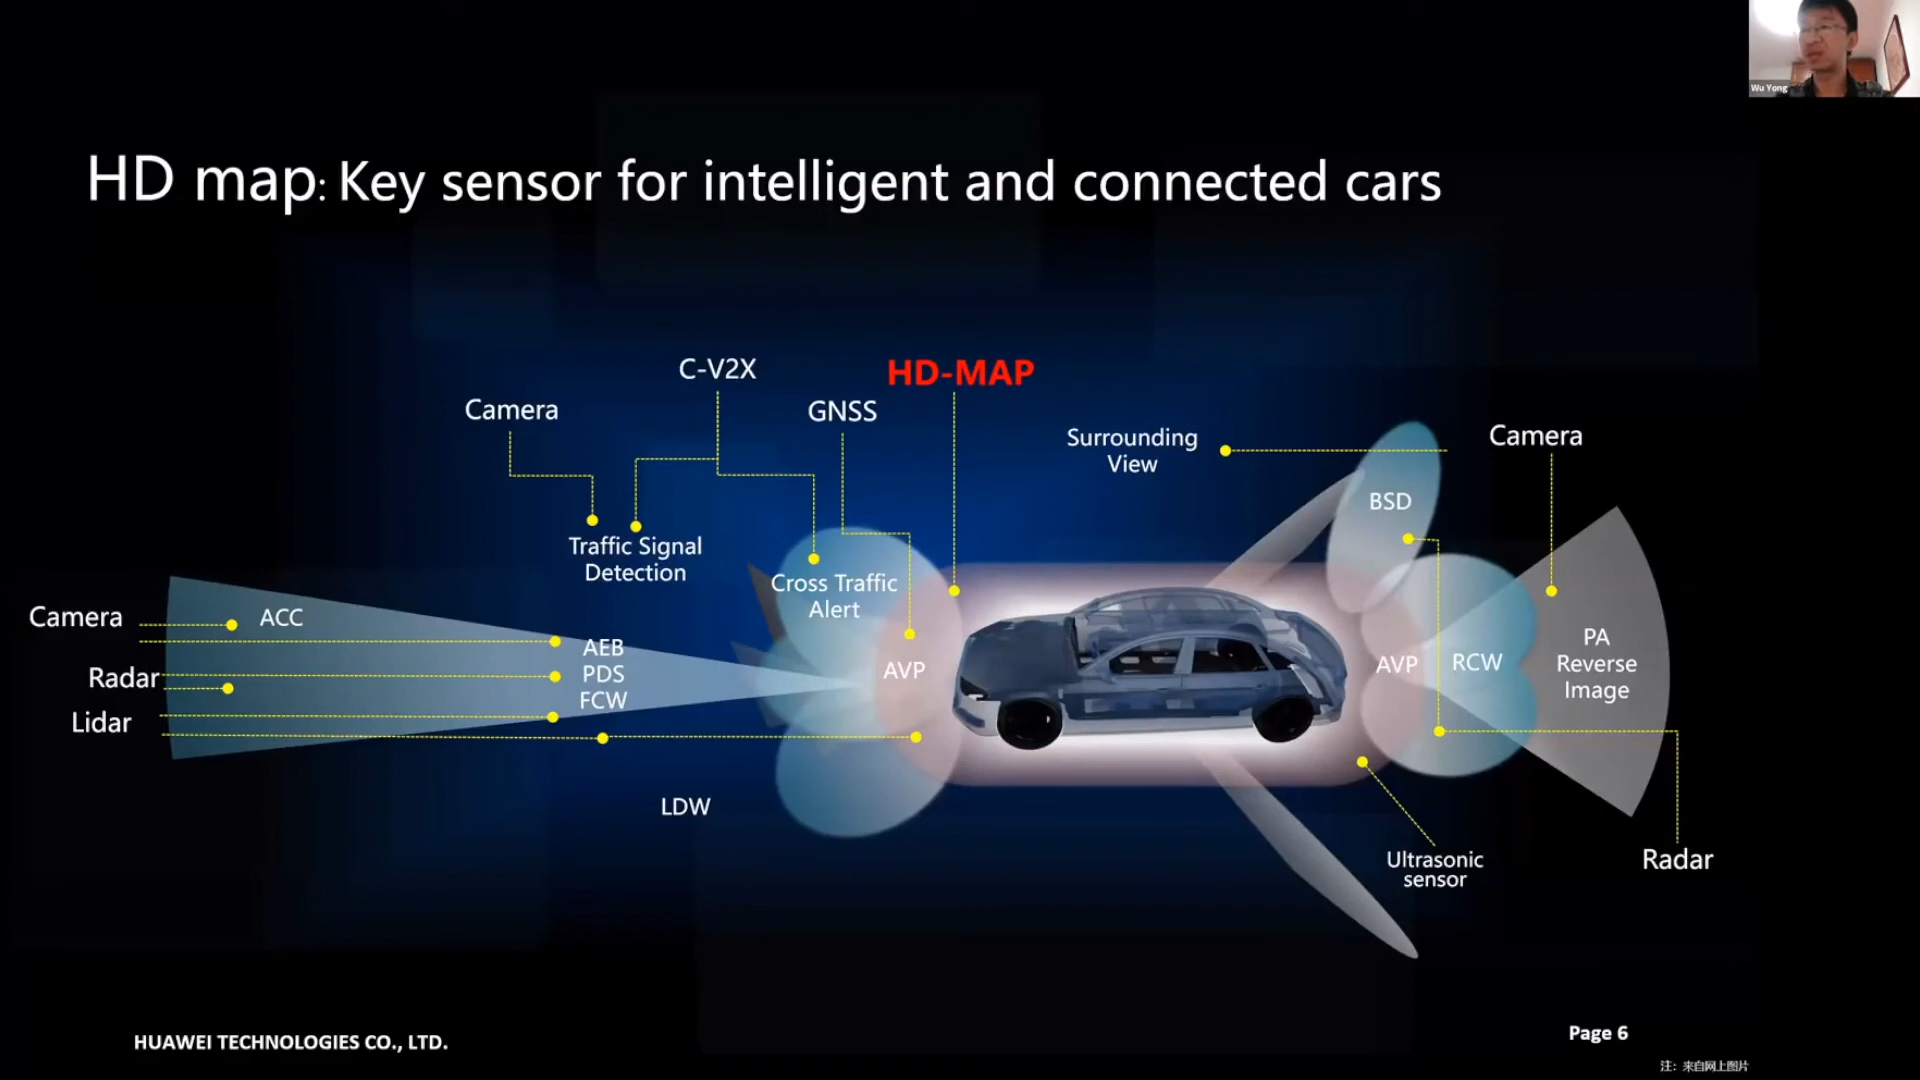 Wu Yong
HD map: Key sensor for intelligent and connected cars
C-V2X
HD-MAP
Camera
GNSS
Surrounding
View
Camera
BSD
Traffic Signal
Detection
Cross Traffic
Alert
Camera
ACC
AEB
PDS
FCW
Radar
Lidar
AVP
AVP
RCW
PA
Reverse
Image
LDW
Ultrasonic
sensor
Radar
HUAWEI TECHNOLOGIES CO., LTD.
Page 6
注: 来自网上图片